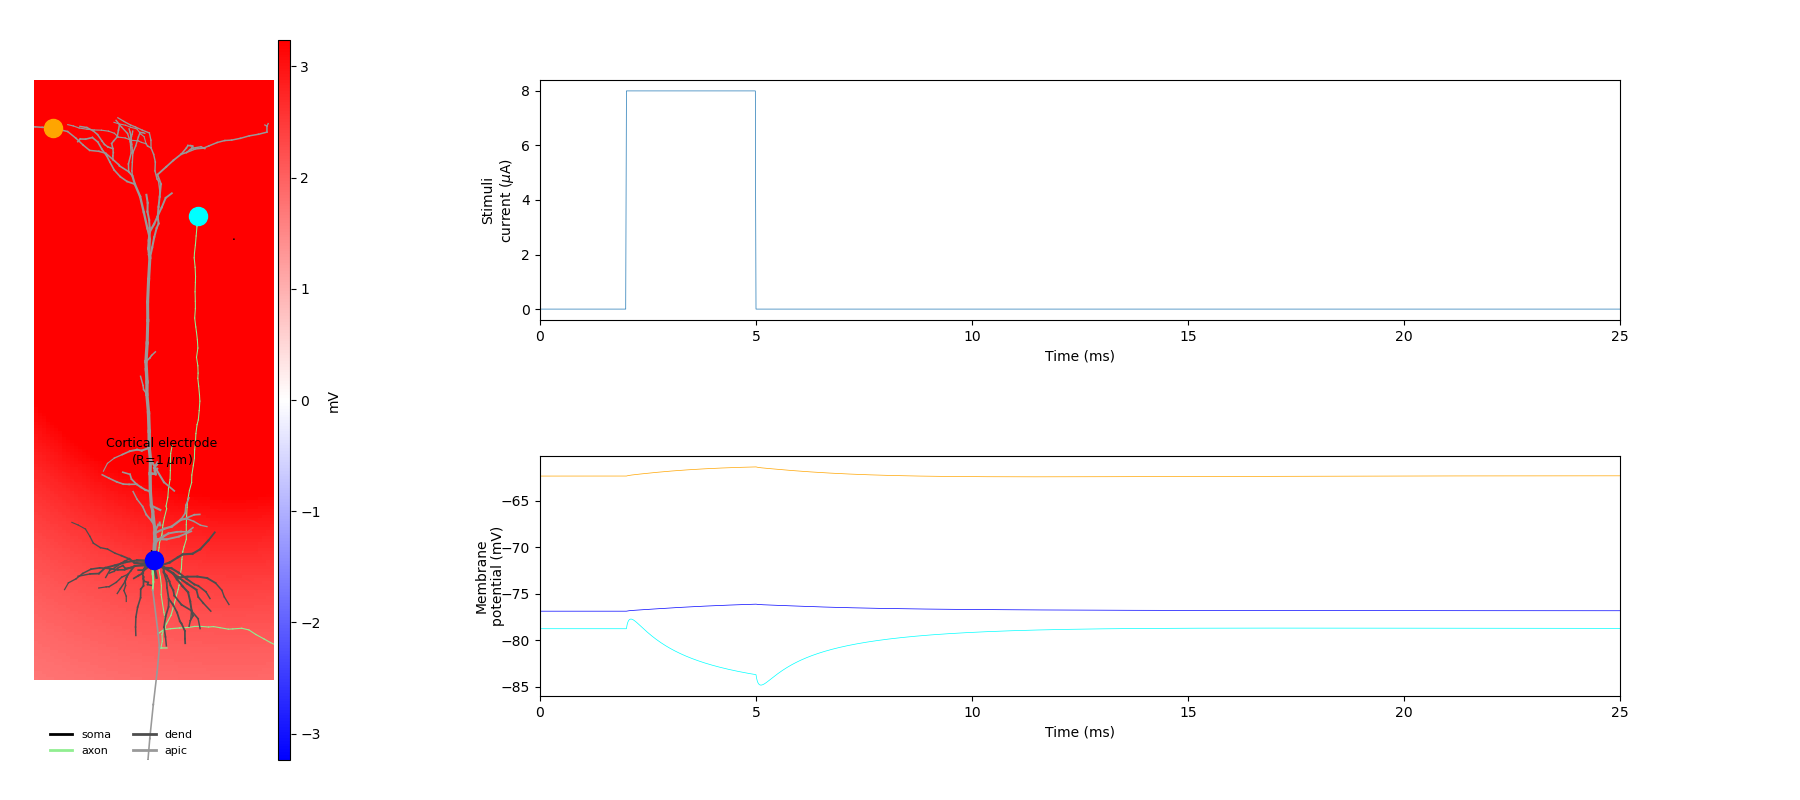 3
2
1
0
−1
−2
−3
mV
Cortical electrode
(R=1 μm)
soma
axon
dend
apic
8
6
4
2
0
Stimuli
current (μA)
0 5 10 15 20 25
Time (ms)
−65
−70
−75
−80
−85
Membrane
potential (mV)
0 5 10 15 20 25
Time (ms)